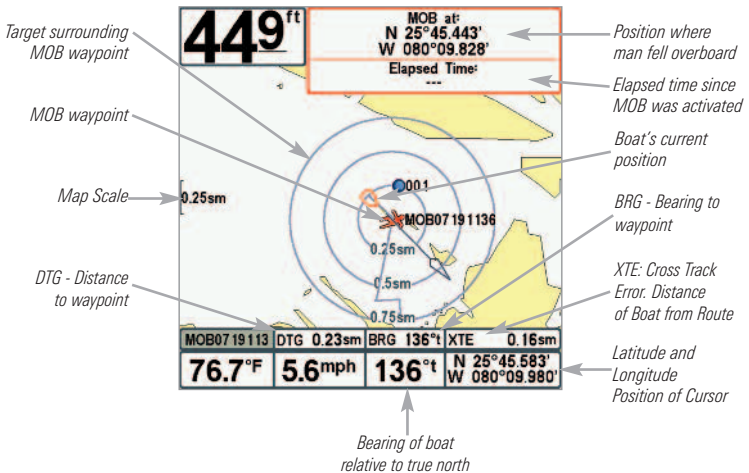 Target surrounding
MOB waypoint
MOB waypoint
Map Scale
DTG - Distance
to waypoint
449 ft
MOB at:
N 25°45.443'
W 080°09.828'
Elapsed Time:
---
001
0.25sm
MOB07191136
0.25sm
0.5sm
0.75sm
MOB0719113 DTG 0.23sm BRG 136°t XTE 0.16sm
76.7°F 5.6mph 136°t N 25°45.583'
W 080°09.980'
Position where
man fell overboard
Elapsed time since
MOB was activated
Boat's current
position
BRG - Bearing to
waypoint
XTE: Cross Track
Error. Distance
of Boat from Route
Latitude and
Longitude
Position of Cursor
Bearing of boat
relative to true north